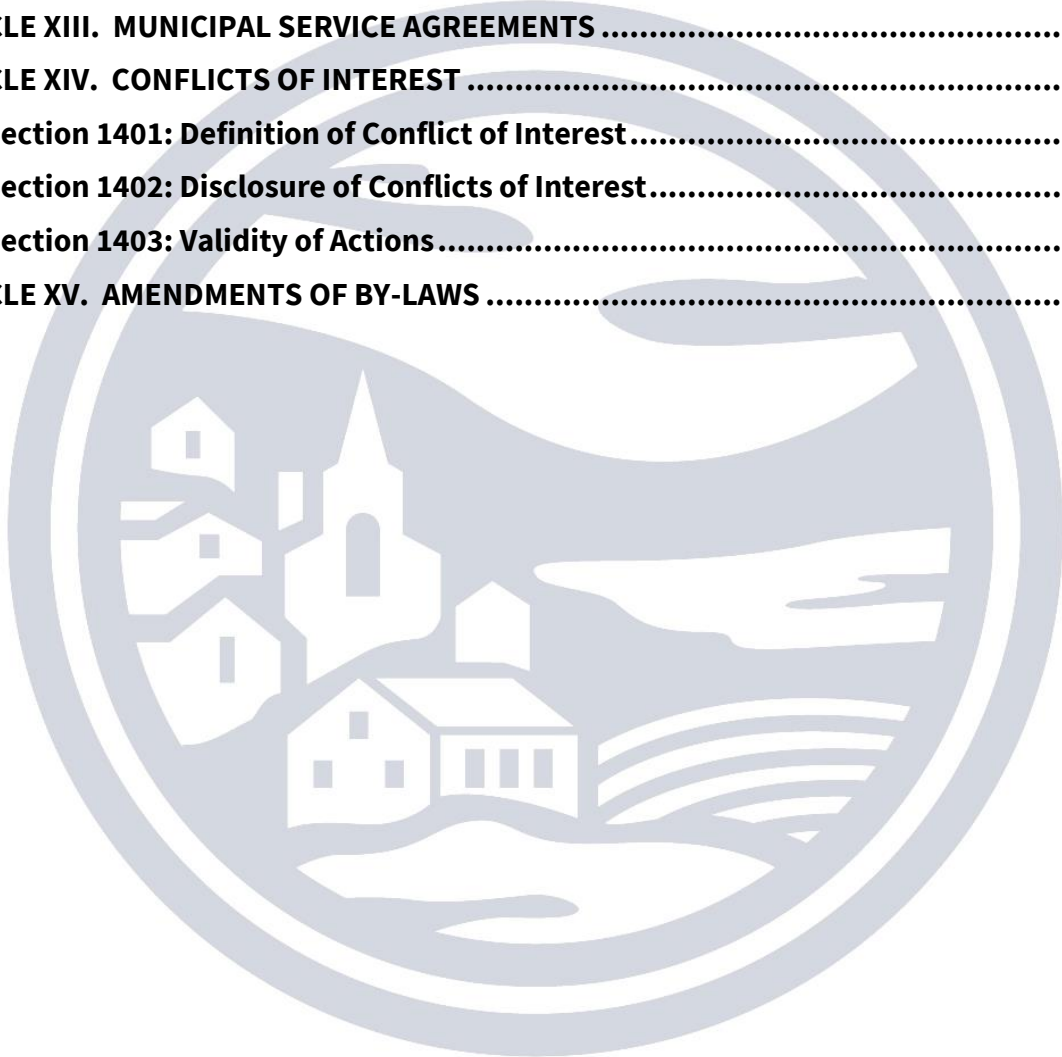 CLE XIII. MUNICIPAL SERVICE AGREEMENTS ................................................
CLE XIV. CONFLICTS OF INTEREST ..............................................................
ection 1401: Definition of Conflict of Interest .............................................
ection 1402: Disclosure of Conflicts of Interest ...........................................
ection 1403: Validity of Actions .................................................................
CLE XV. AMENDMENTS OF BY-LAWS ............................................................